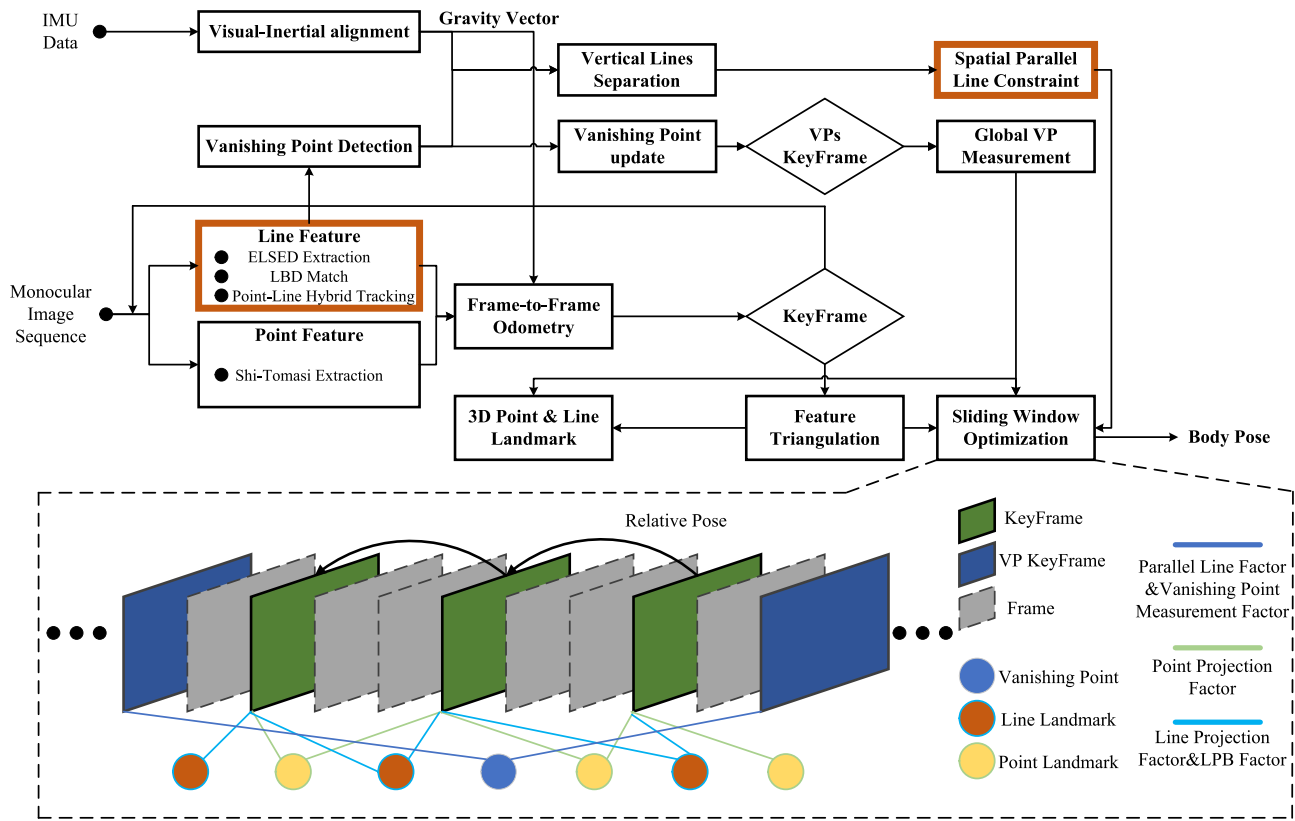 IMU
Data
Visual-Inertial alignment
Gravity Vector
Vertical Lines
Separation
Spatial Parallel
Line Constraint
Vanishing Point Detection
Vanishing Point
update
VPs
KeyFrame
Global VP
Measurement
Line Feature
ELSED Extraction
LBD Match
Point-Line Hybrid Tracking
Monocular
Image
Sequence
Point Feature
Shi-Tomasi Extraction
Frame-to-Frame
Odometry
KeyFrame
3D Point & Line
Landmark
Feature
Triangulation
Sliding Window
Optimization
Body Pose
Relative Pose
KeyFrame
VP KeyFrame
Frame
Vanishing Point
Line Landmark
Point Landmark
Parallel Line Factor
&Vanishing Point
Measurement Factor
Point Projection
Factor
Line Projection
Factor&LPB Factor